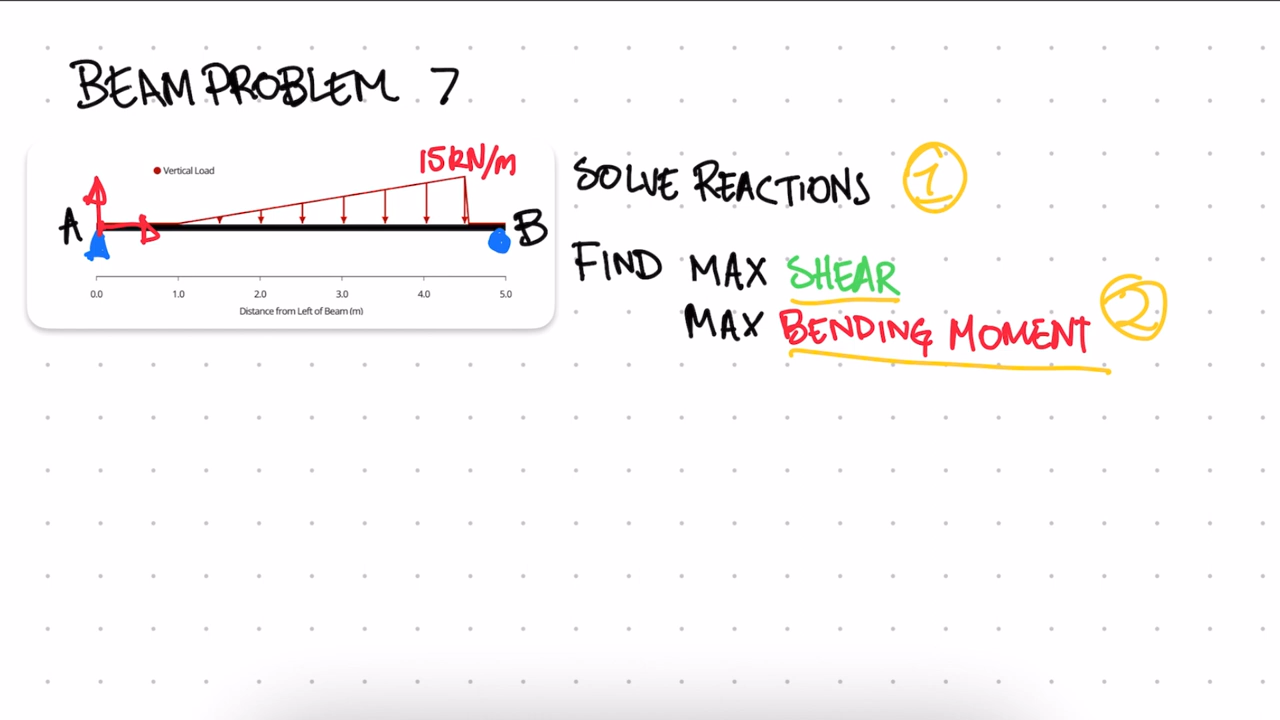 BEAM PROBLEM 7
Vertical Load
15kN/m
A
B
0.0 1.0 2.0 3.0 4.0 5.0
Distance from Left of Beam (m)
SOLVE REACTIONS 1
FIND MAX SHEAR
MAX BENDING MOMENT 2